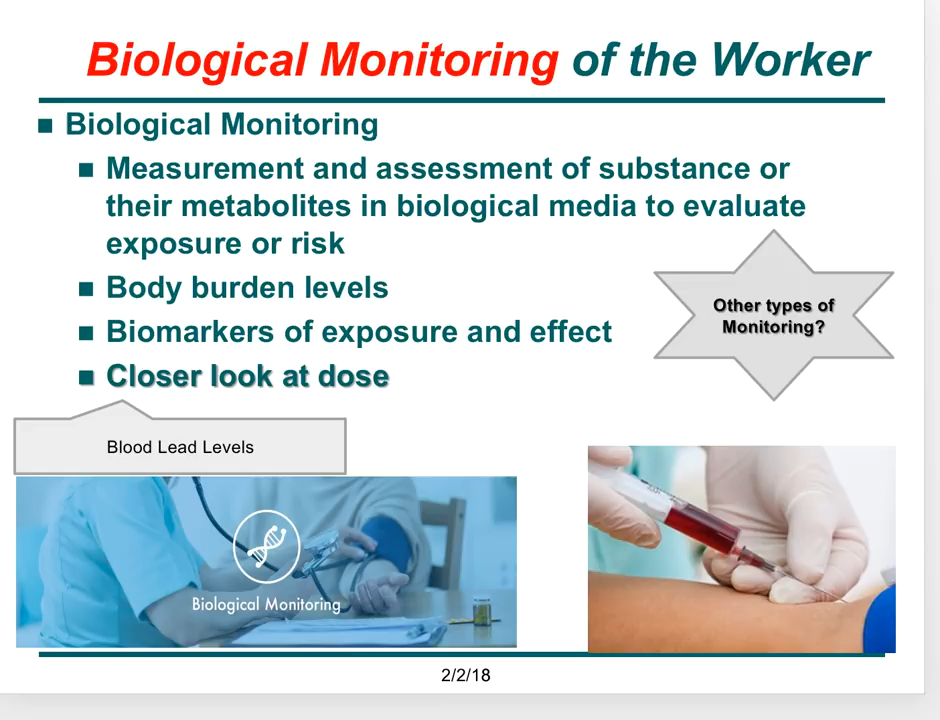 Biological Monitoring of the Worker
Biological Monitoring
Measurement and assessment of substance or
their metabolites in biological media to evaluate
exposure or risk
Body burden levels
Other types of
Monitoring?
Biomarkers of exposure and effect
Closer look at dose
Blood Lead Levels
Biological Monitoring
2/2/18